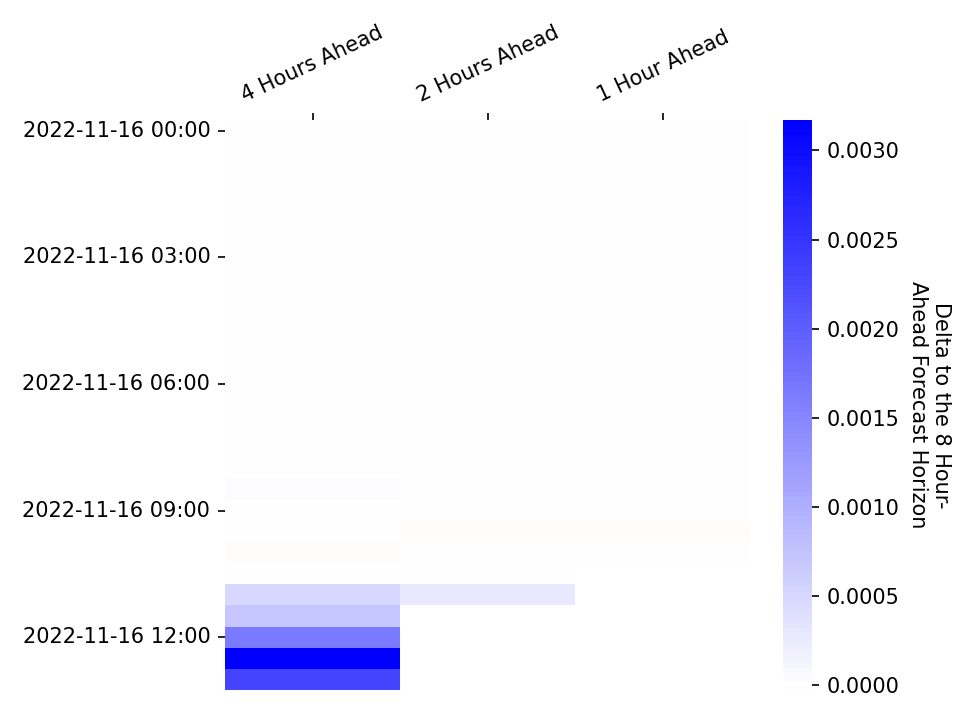 4 Hours Ahead
2 Hours Ahead
1 Hour Ahead
2022-11-16 00:00
2022-11-16 03:00
2022-11-16 06:00
2022-11-16 09:00
2022-11-16 12:00
0.0030
0.0025
0.0020
0.0015
0.0010
0.0005
0.0000
Delta to the 8 Hour-
Ahead Forecast Horizon